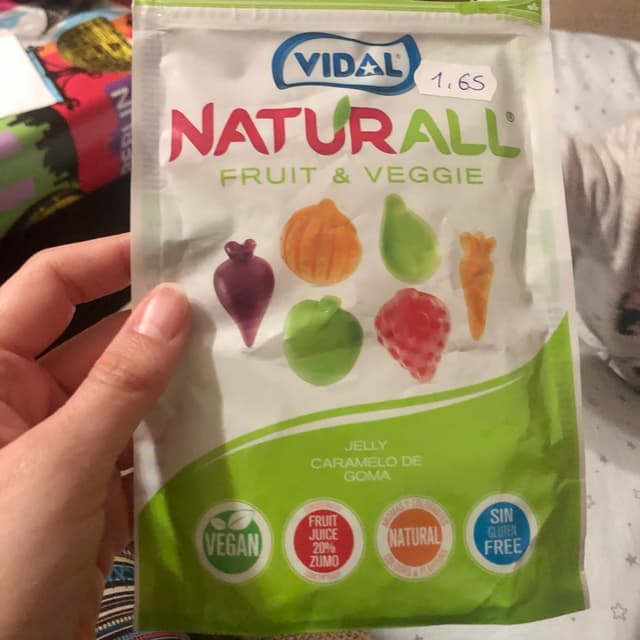 VIDAL
1.65
NATURALL®
FRUIT & VEGGIE
JELLY
CARAMELO DE
GOMA
VEGAN
FRUIT
JUICE
20%
ZUMO
NATURAL
SIN
GLUTEN
FREE
BERLIN